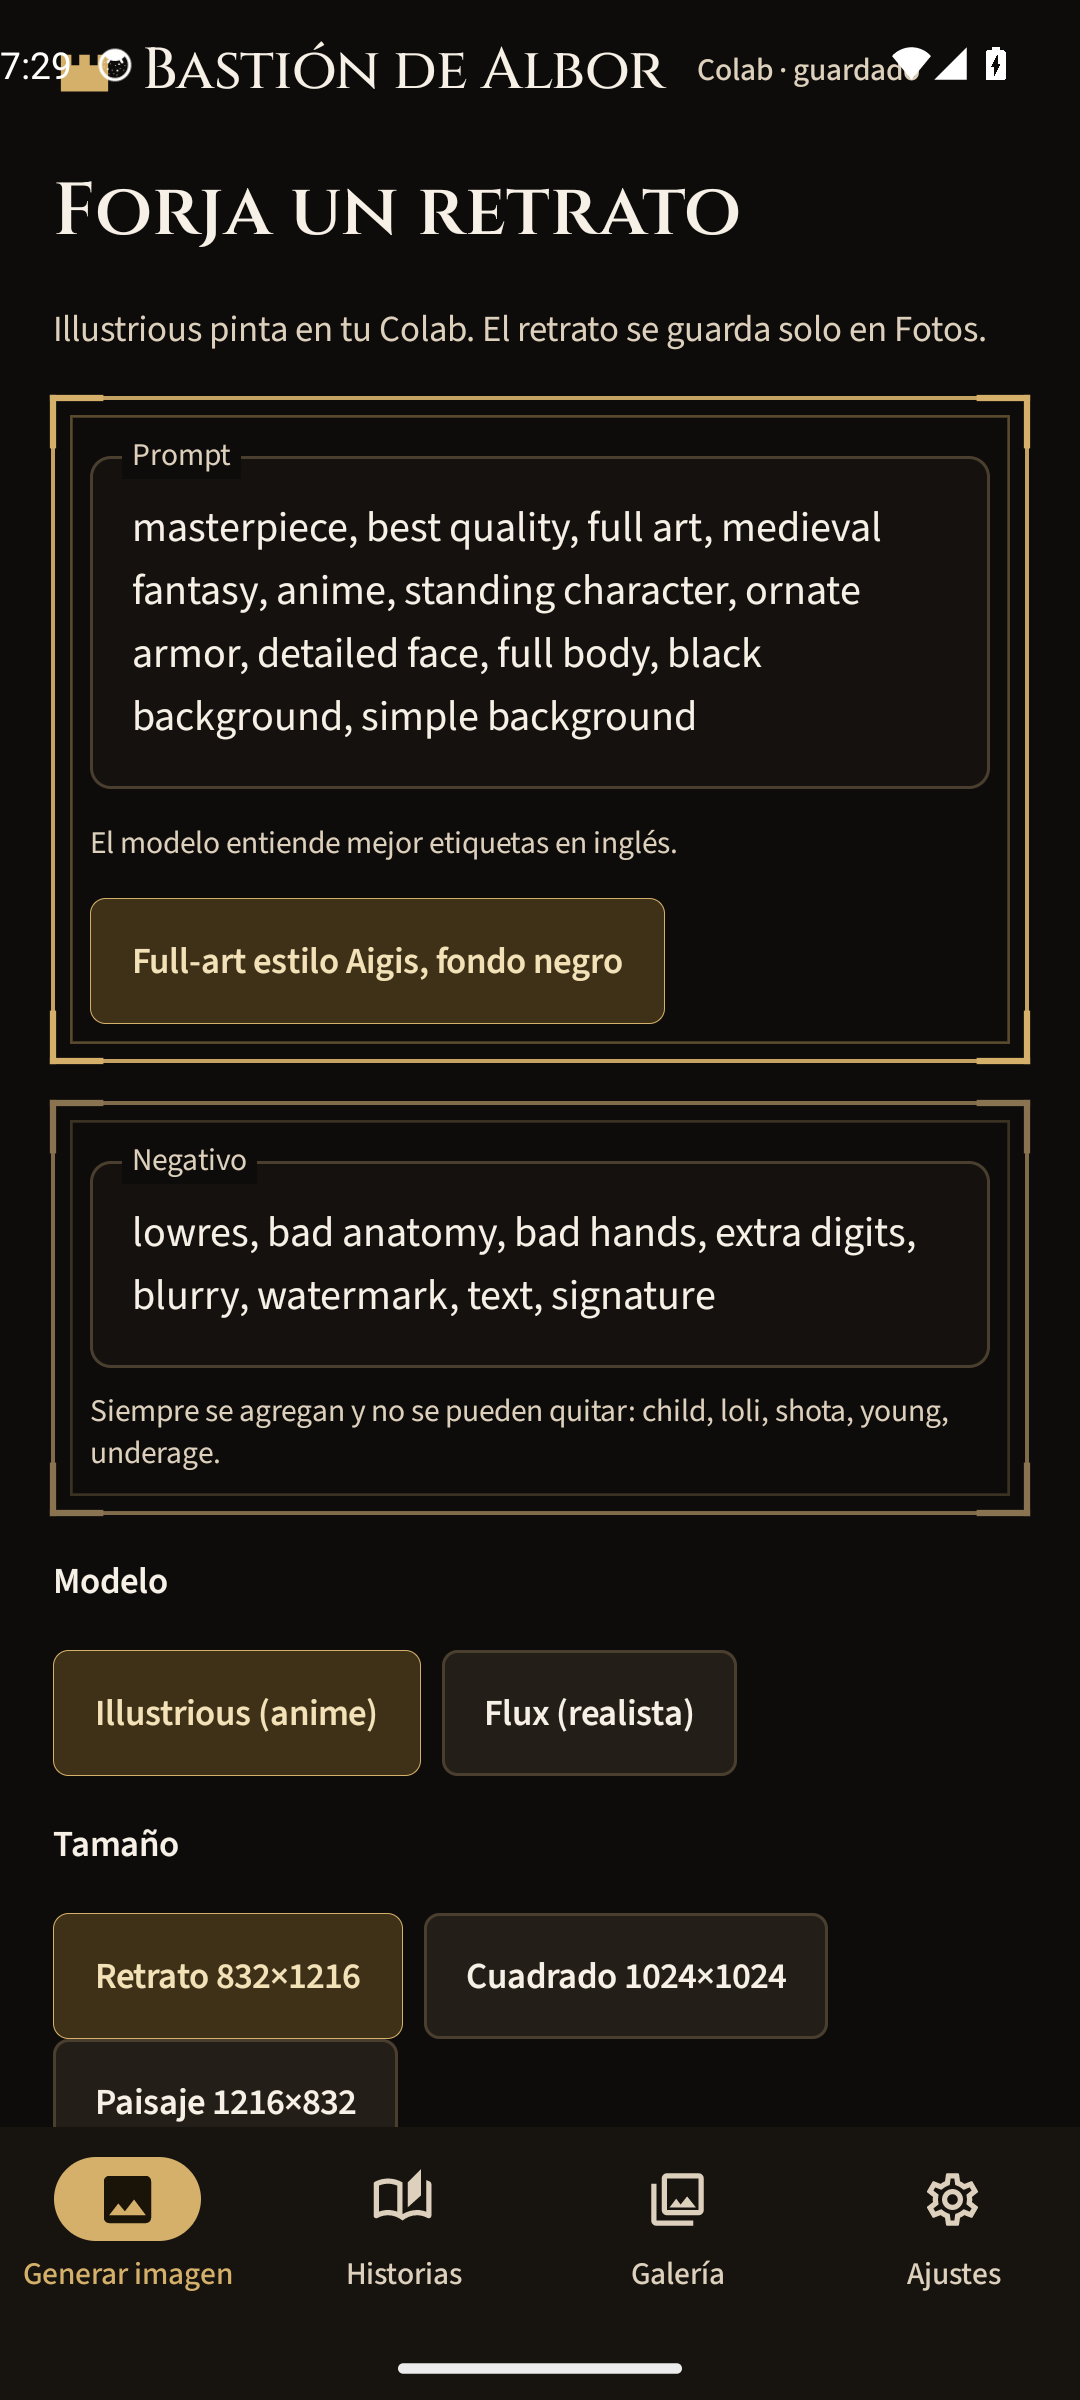 7:29
Bastión de Albor
Colab · guardado
Forja un retrato
Illustrious pinta en tu Colab. El retrato se guarda solo en Fotos.
Prompt
masterpiece, best quality, full art, medieval
fantasy, anime, standing character, ornate
armor, detailed face, full body, black
background, simple background
El modelo entiende mejor etiquetas en inglés.
Full-art estilo Aigis, fondo negro
Negativo
lowres, bad anatomy, bad hands, extra digits,
blurry, watermark, text, signature
Siempre se agregan y no se pueden quitar: child, loli, shota, young,
underage.
Modelo
Illustrious (anime)
Flux (realista)
Tamaño
Retrato 832×1216
Cuadrado 1024×1024
Paisaje 1216×832
Generar imagen
Historias
Galería
Ajustes